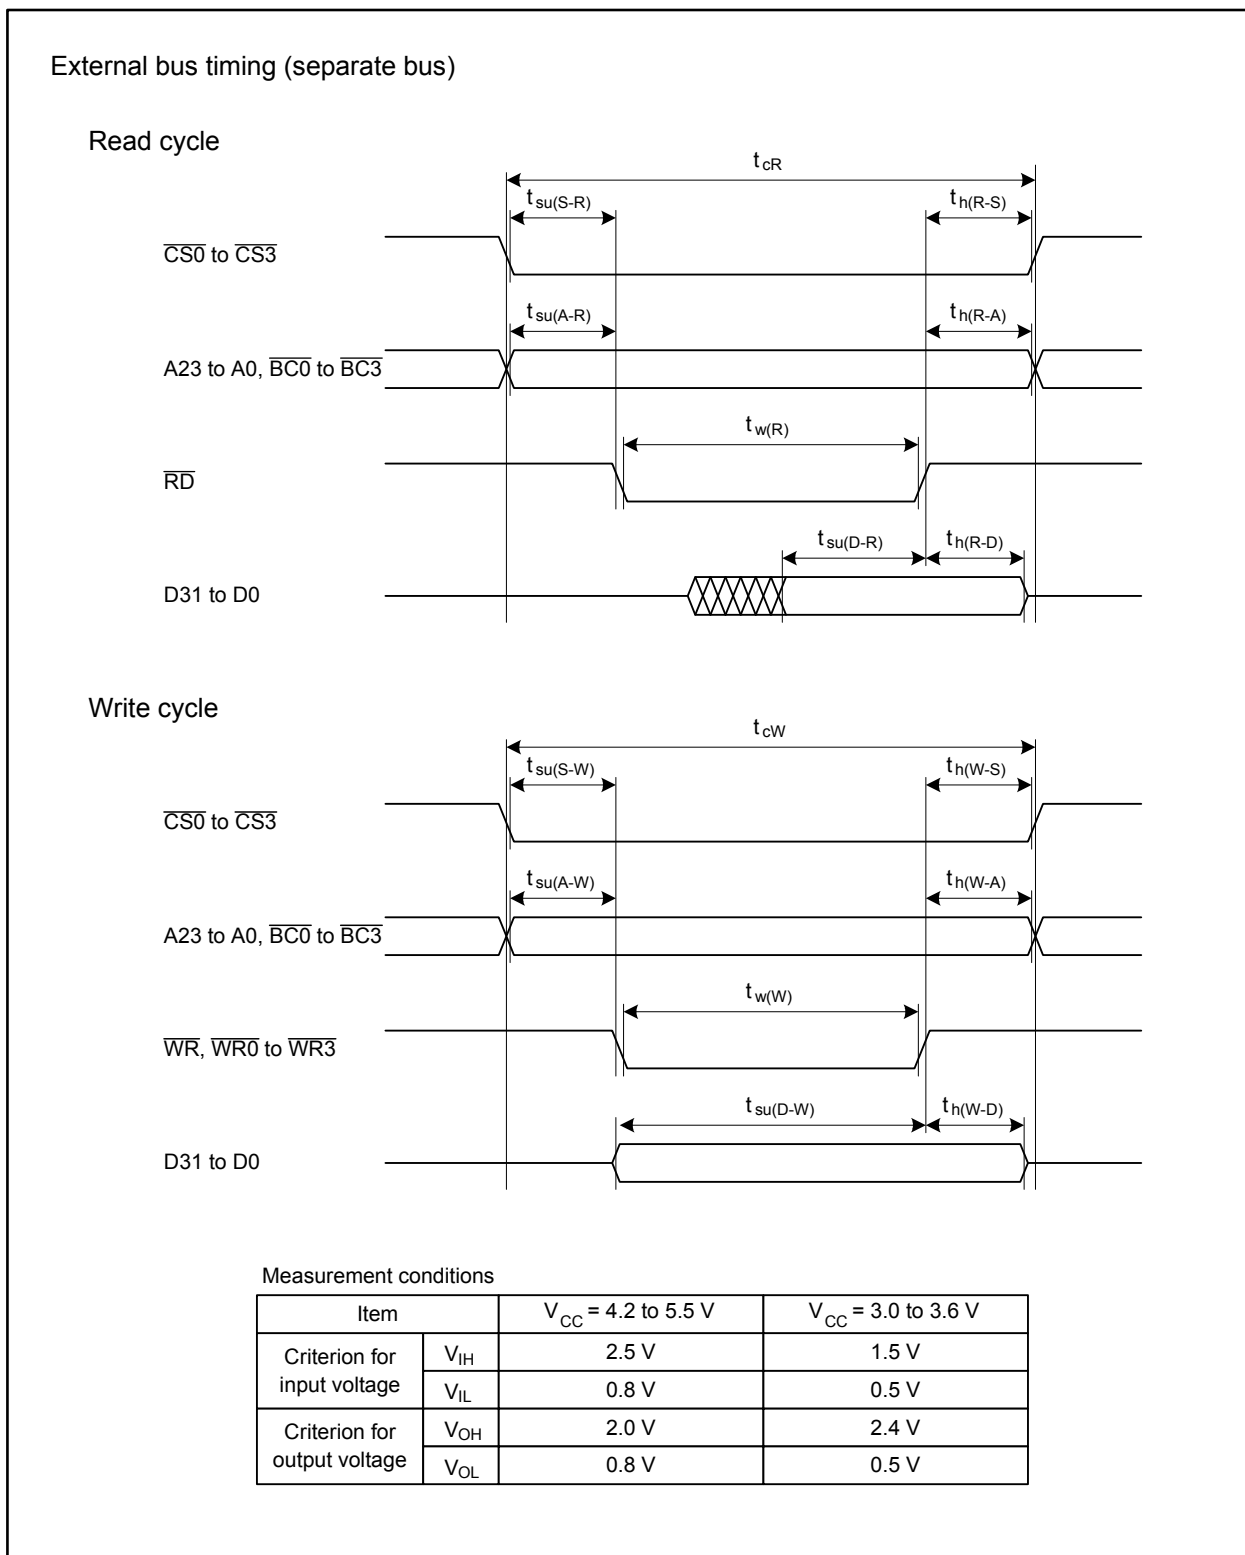 External bus timing (separate bus)
Read cycle
tcR
tsu(S-R) th(R-S)
CS0 to CS3
tsu(A-R) th(R-A)
A23 to A0, BC0 to BC3
tw(R)
RD
tsu(D-R) th(R-D)
D31 to D0
Write cycle
tcW
tsu(S-W) th(W-S)
CS0 to CS3
tsu(A-W) th(W-A)
A23 to A0, BC0 to BC3
tw(W)
WR, WR0 to WR3
tsu(D-W) th(W-D)
D31 to D0
Measurement conditions
Item VCC = 4.2 to 5.5 V VCC = 3.0 to 3.6 V
Criterion for input voltage VIH 2.5 V 1.5 V
VIL 0.8 V 0.5 V
Criterion for output voltage VOH 2.0 V 2.4 V
VOL 0.8 V 0.5 V